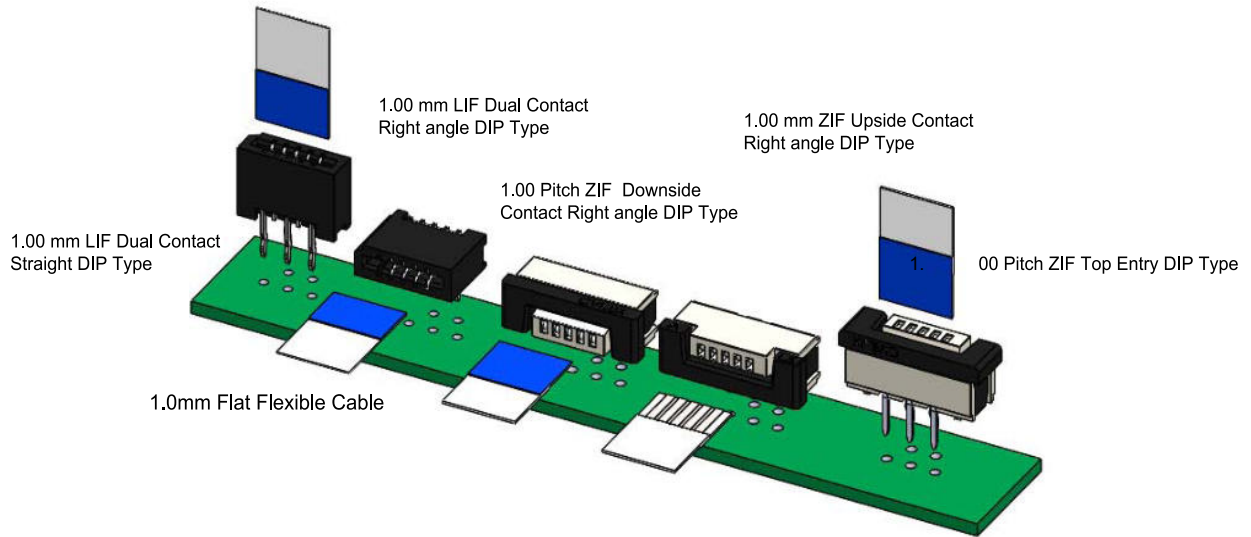 1.00 mm LIF Dual Contact
Right angle DIP Type
1.00 mm ZIF Upside Contact
Right angle DIP Type
1.00 Pitch ZIF Downside
Contact Right angle DIP Type
1.00 mm LIF Dual Contact
Straight DIP Type
1. 00 Pitch ZIF Top Entry DIP Type
1.0mm Flat Flexible Cable